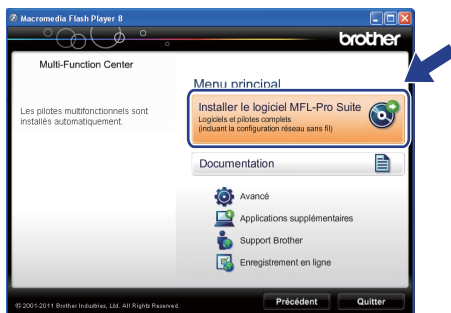 Macromedia Flash Player 8
brother
Multi-Function Center
Les pilotes multifonctionnels sont
installés automatiquement.
Menu principal
Installer le logiciel MFL-Pro Suite
Logiciels et pilotes complets
(incluant la configuration réseau sans fil)
Documentation
Avancé
Applications supplémentaires
Support Brother
Enregistrement en ligne
© 2001-2011 Brother Industries, Ltd. All Rights Reserved.
Précédent
Quitter